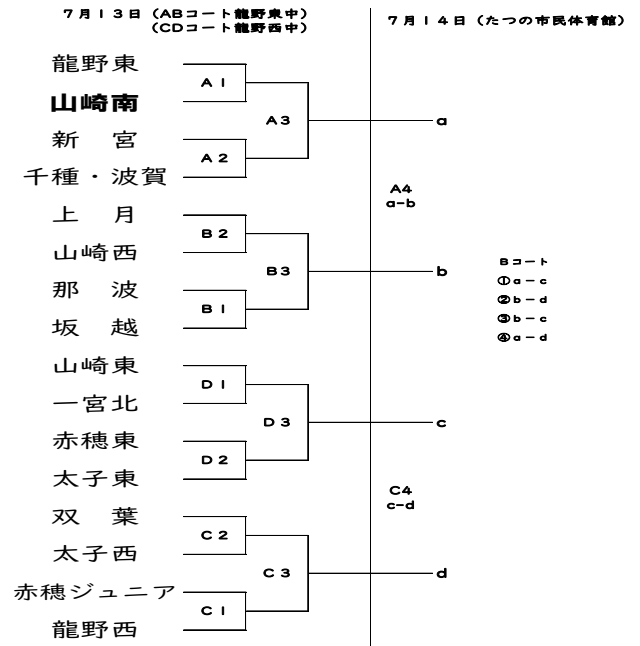 ７月１３日（ABコート龍野東中）
（CDコート龍野西中）
７月１４日（たつの市民体育館）
龍野東
A１
山崎南
A３
a
新　宮
A２
千種・波賀
A4
a-b
上　月
B２
山崎西
B３
b
那　波
B１
坂　越
Bコート
①a－c
②b－d
③b－c
④a－d
山崎東
D１
一宮北
D３
c
赤穂東
D２
太子東
C4
c-d
双　葉
C２
太子西
C３
d
赤穂ジュニア
C１
龍野西